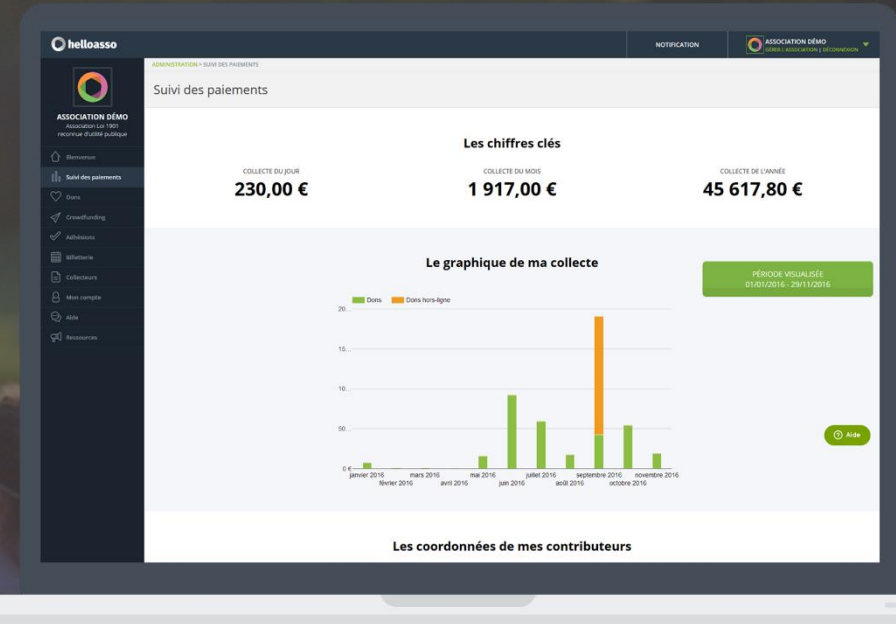 helloasso
NOTIFICATION
ASSOCIATION DÉMO
GÉRER L'ASSOCIATION | DÉCONNEXION
ADMINISTRATION > SUIVI DES PAIEMENTS
Suivi des paiements
ASSOCIATION DÉMO
Association Loi 1901
reconnue d'utilité publique
Bienvenue
Suivi des paiements
Dons
Crowdfunding
Adhésions
Billetterie
Collecteurs
Mon compte
Aide
Ressources
Les chiffres clés
COLLECTE DU JOUR
230,00 €
COLLECTE DU MOIS
1 917,00 €
COLLECTE DE L'ANNÉE
45 617,80 €
Le graphique de ma collecte
PÉRIODE VISUALISÉE
01/01/2016 - 29/11/2016
Dons Dons hors-ligne
20...
15...
10...
50...
0 €
janvier 2016 mars 2016 mai 2016 juillet 2016 septembre 2016 novembre 2016
février 2016 avril 2016 juin 2016 août 2016 octobre 2016
Aide
Les coordonnées de mes contributeurs